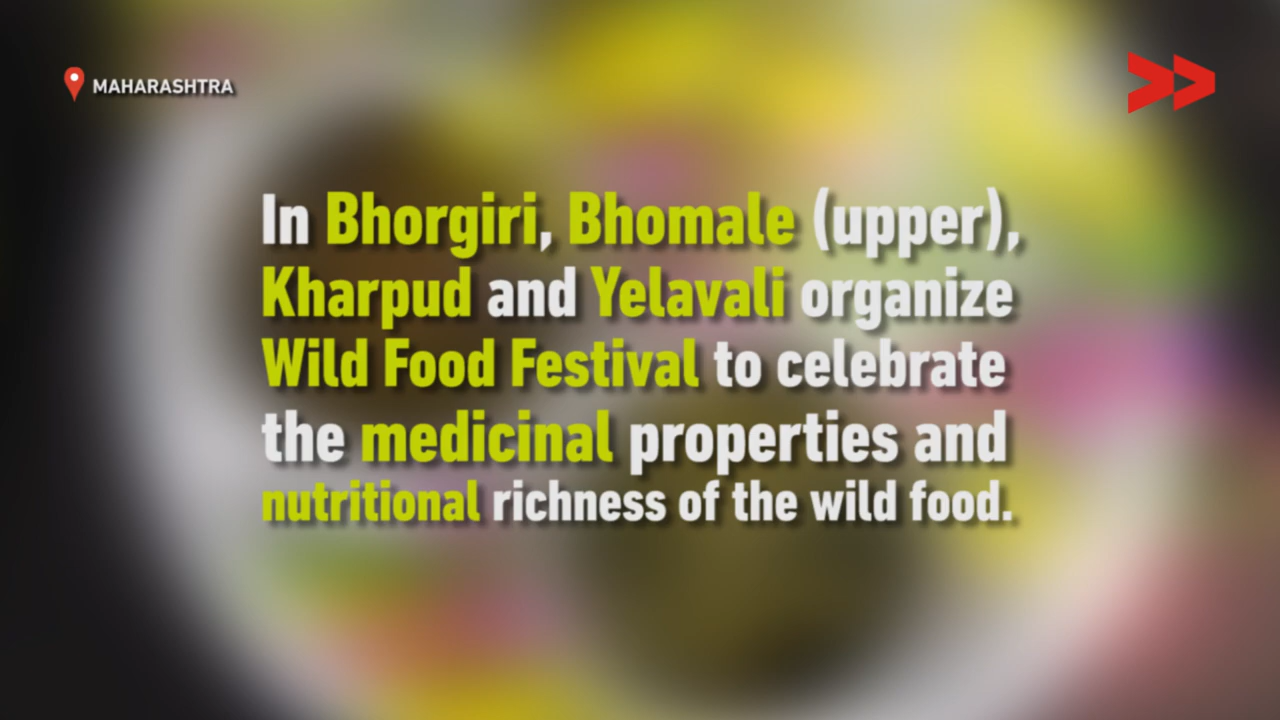 MAHARASHTRA
In Bhorgiri, Bhomale (upper),
Kharpud and Yelavali organize
Wild Food Festival to celebrate
the medicinal properties and
nutritional richness of the wild food.